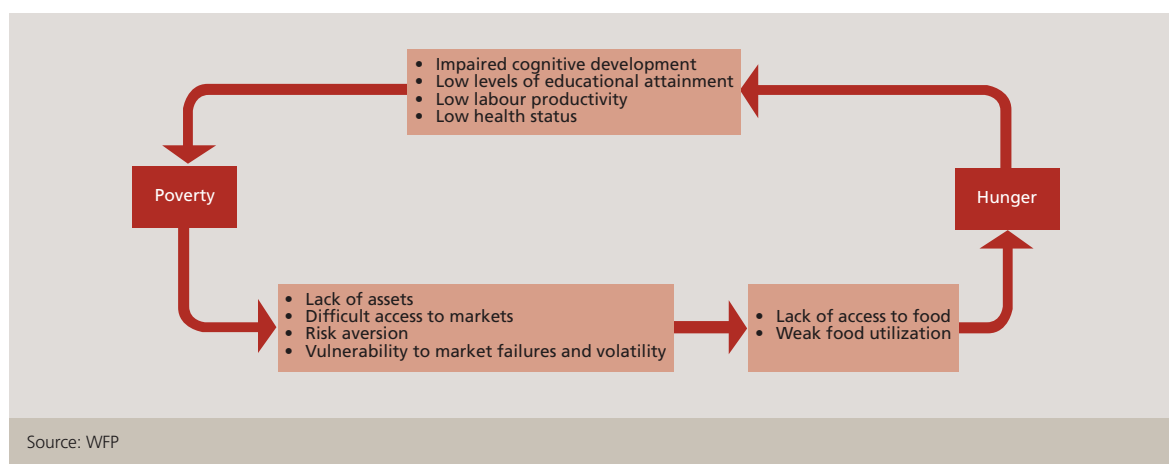 • Impaired cognitive development
• Low levels of educational attainment
• Low labour productivity
• Low health status
Poverty
Hunger
• Lack of assets
• Difficult access to markets
• Risk aversion
• Vulnerability to market failures and volatility
• Lack of access to food
• Weak food utilization
Source: WFP